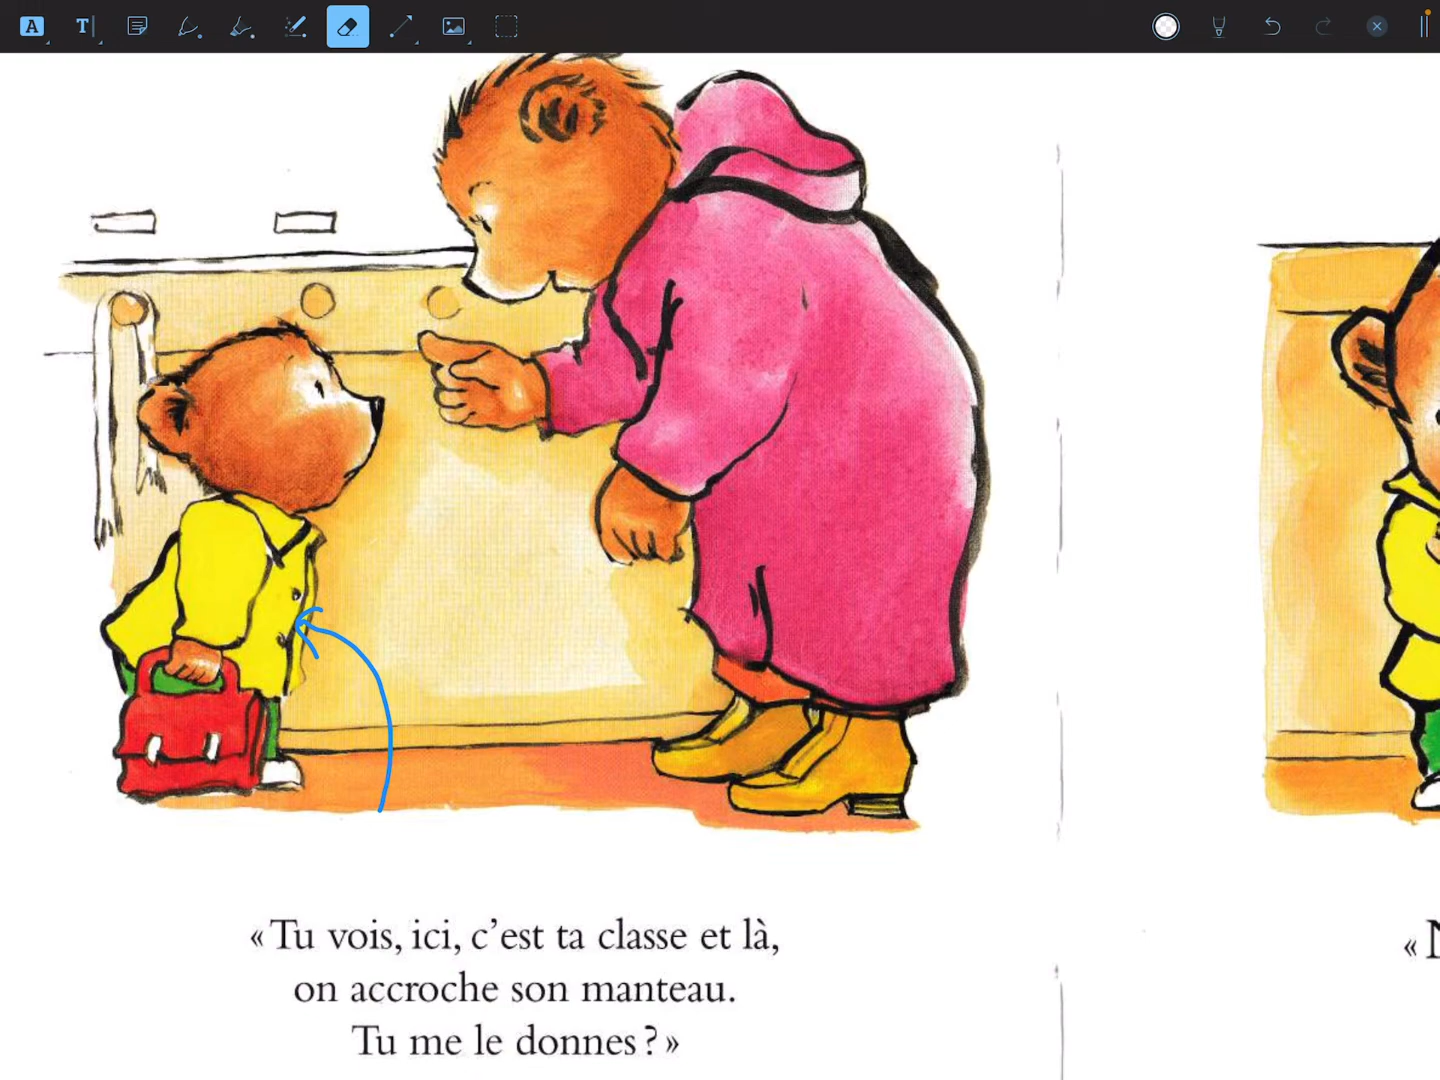 A
T
«Tu vois, ici, c’est ta classe et là,
on accroche son manteau.
Tu me le donnes ?»
«N